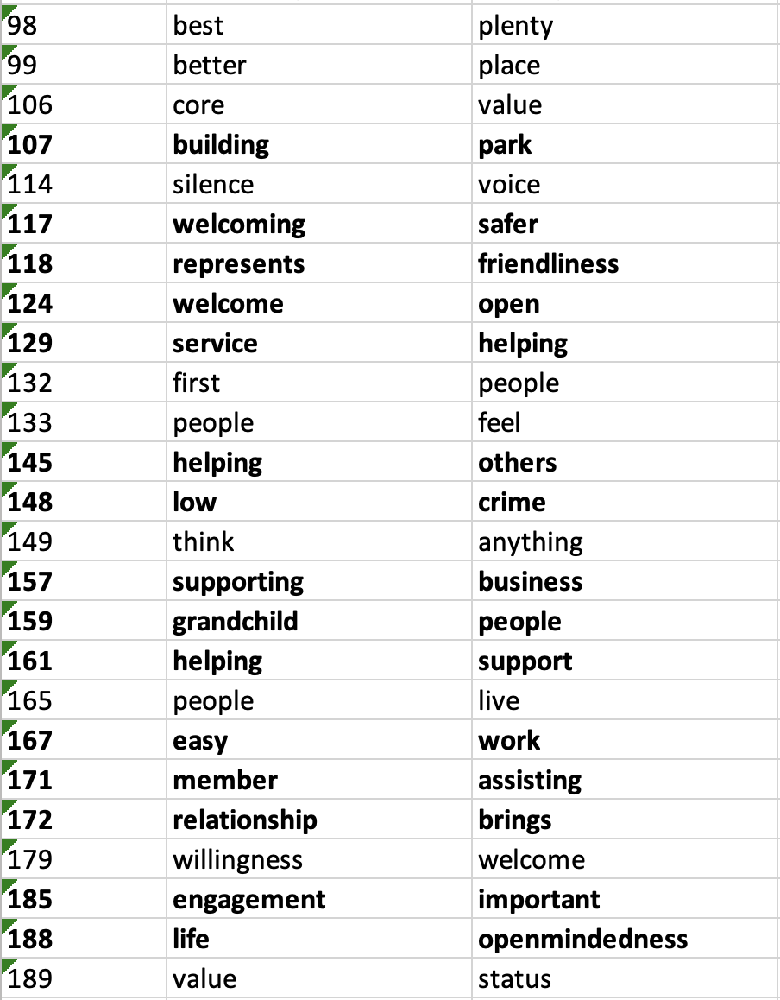 98 best plenty
99 better place
106 core value
107 building park
114 silence voice
117 welcoming safer
118 represents friendliness
124 welcome open
129 service helping
132 first people
133 people feel
145 helping others
148 low crime
149 think anything
157 supporting business
159 grandchild people
161 helping support
165 people live
167 easy work
171 member assisting
172 relationship brings
179 willingness welcome
185 engagement important
188 life openmindedness
189 value status